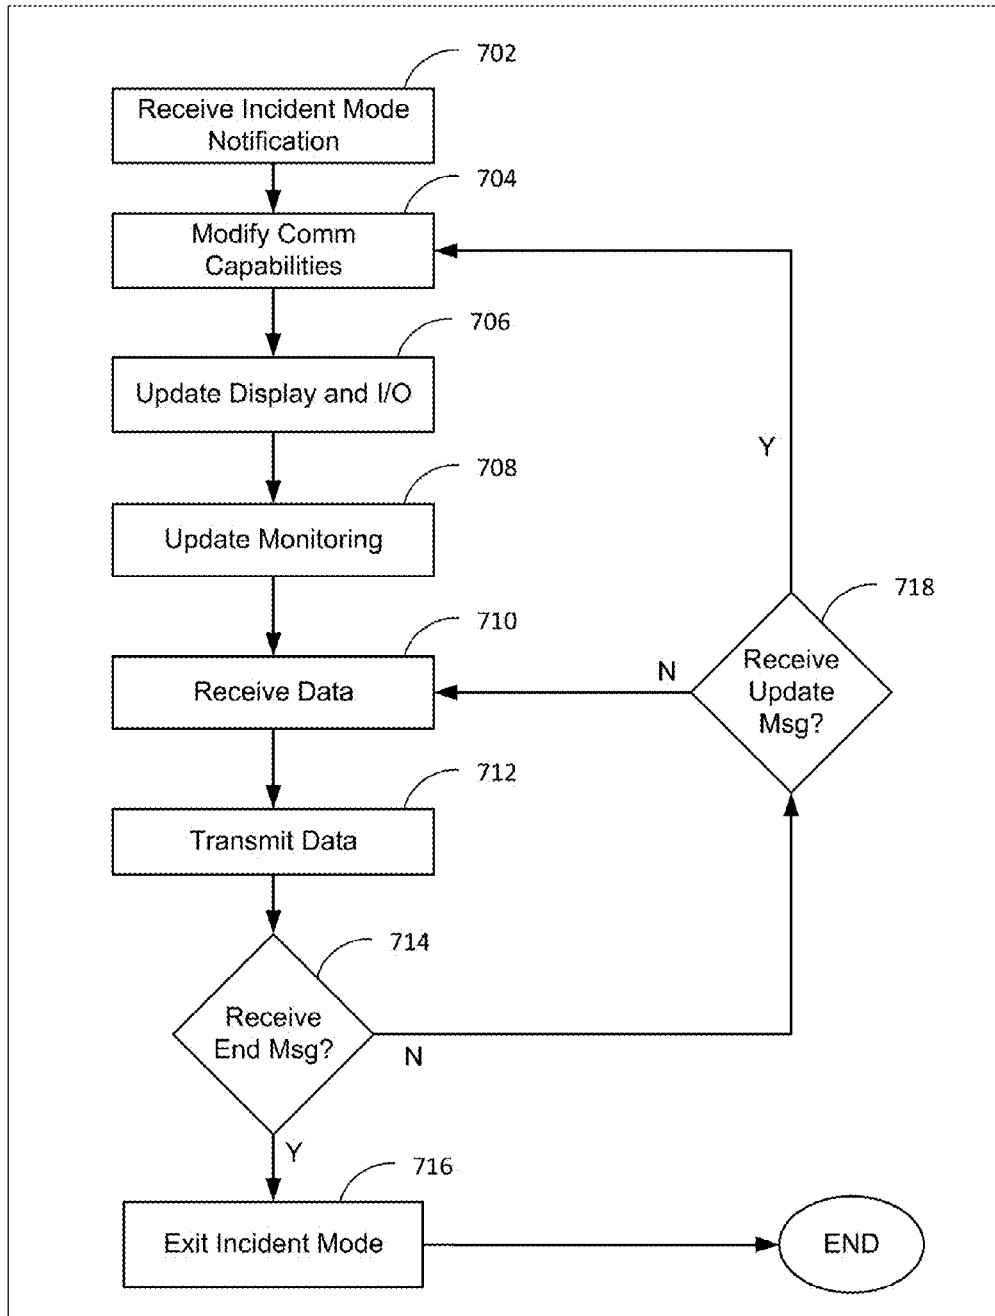 702
Receive Incident Mode
Notification
704
Modify Comm
Capabilities
706
Update Display and I/O
Y
708
Update Monitoring
718
710
N
Receive
Update
Msg?
Receive Data
712
Transmit Data
714
Receive
End Msg?
N
Y
716
Exit Incident Mode
END